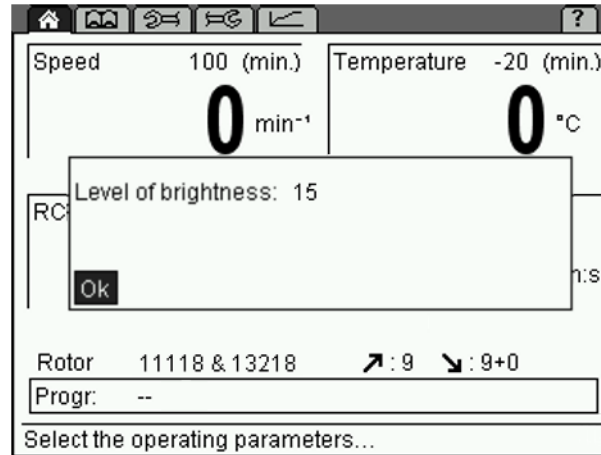 ?
Speed 100 (min.)
Temperature -20 (min.)
0 min⁻¹
0 °C
Level of brightness: 15
RC
n:s
Ok
Rotor 11118 & 13218 ↗: 9 ↘: 9+0
Progr: --
Select the operating parameters...